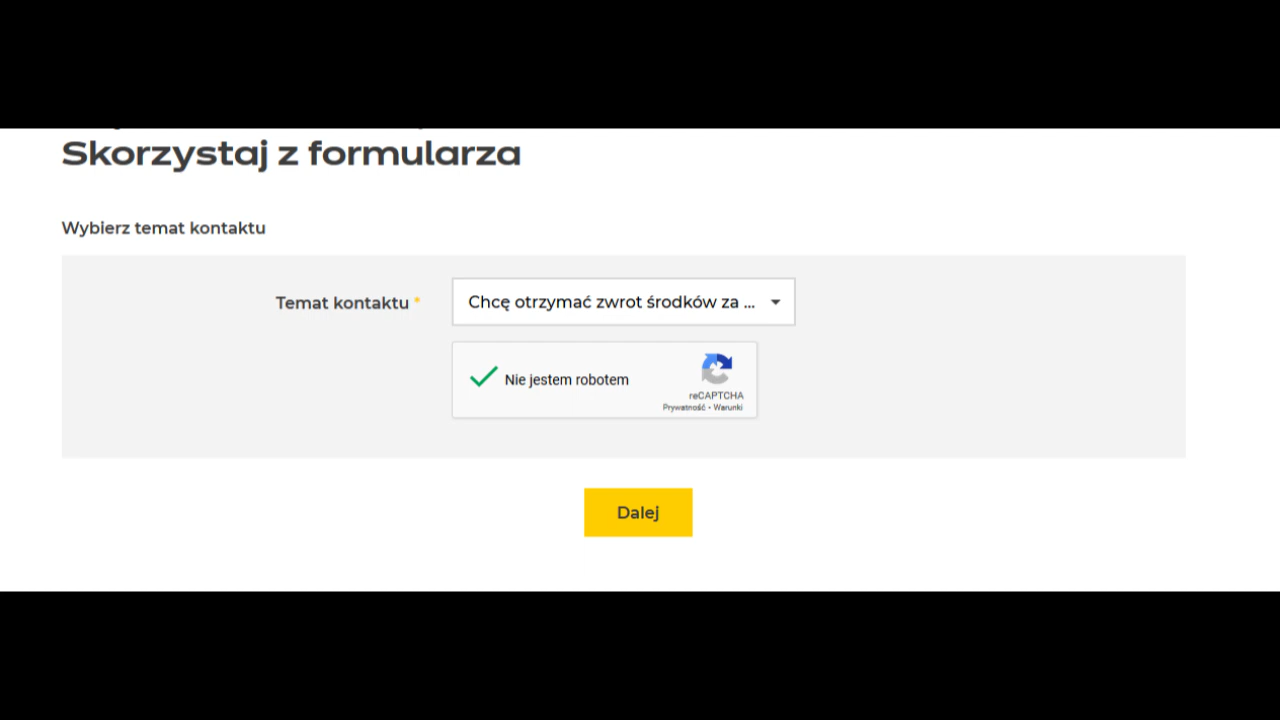 Skorzystaj z formularza
Wybierz temat kontaktu
Temat kontaktu *
Chcę otrzymać zwrot środków za ...
Nie jestem robotem
reCAPTCHA
Prywatność • Warunki
Dalej